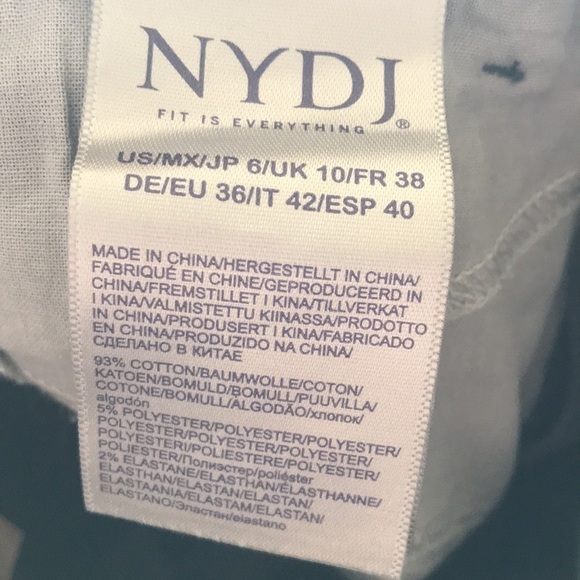 NYDJ
FIT IS EVERYTHING®
US/MX/JP 6/UK 10/FR 38
DE/EU 36/IT 42/ESP 40
MADE IN CHINA/HERGESTELLT IN CHINA/
FABRIQUÉ EN CHINE/GEPRODUCEERD IN
CHINA/FREMSTILLET I KINA/TILLVERKAT
I KINA/VALMISTETTU KIINASSA/PRODOTTO
IN CHINA/PRODUSERT I KINA/FABRICADO
EN CHINA/PRODUZIDO NA CHINA/
СДЕЛАНО В КИТАЕ
93% COTTON/BAUMWOLLE/COTON/
KATOEN/BOMULD/BOMULL/PUUVILLA/
COTONE/BOMULL/ALGODÃO/хлопок/
algodón
5% POLYESTER/POLYESTER/POLYESTER/
POLYESTER/POLYESTER/POLYESTER/
POLYESTERI/POLIESTERE/POLYESTER/
POLIÉSTER/Полиэстер/poliéster
2% ELASTANE/ELASTHAN/ÉLASTHANNE/
ELASTHAN/ELASTAN/ELASTAN/
ELASTAANIA/ELASTAM/ELASTAN/
ELASTANO/Эластан/elastano